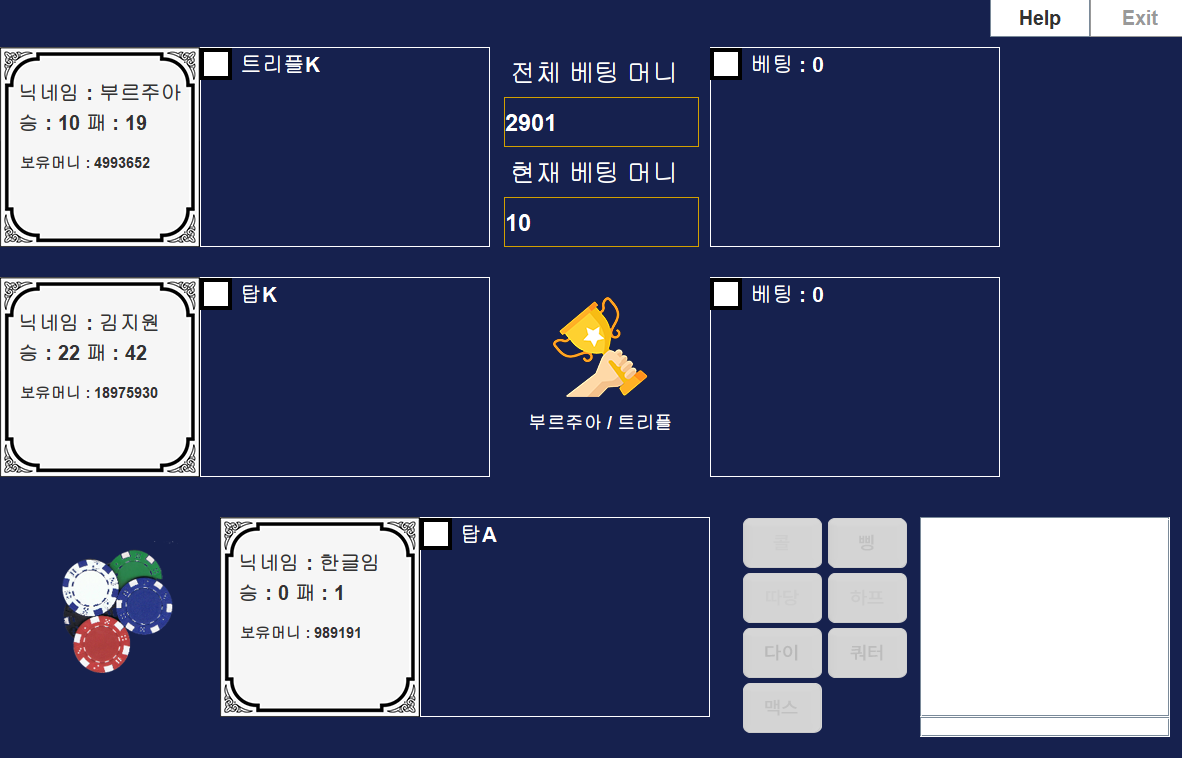 Help
Exit
닉네임 : 부르주아
승 : 10 패 : 19
보유머니 : 4993652
트리플K
전체 베팅 머니
2901
현재 베팅 머니
10
베팅 : 0
닉네임 : 김지원
승 : 22 패 : 42
보유머니 : 18975930
탑K
부르주아 / 트리플
베팅 : 0
닉네임 : 한글임
승 : 0 패 : 1
보유머니 : 989191
탑A
콜
삥
따당
하프
다이
쿼터
맥스